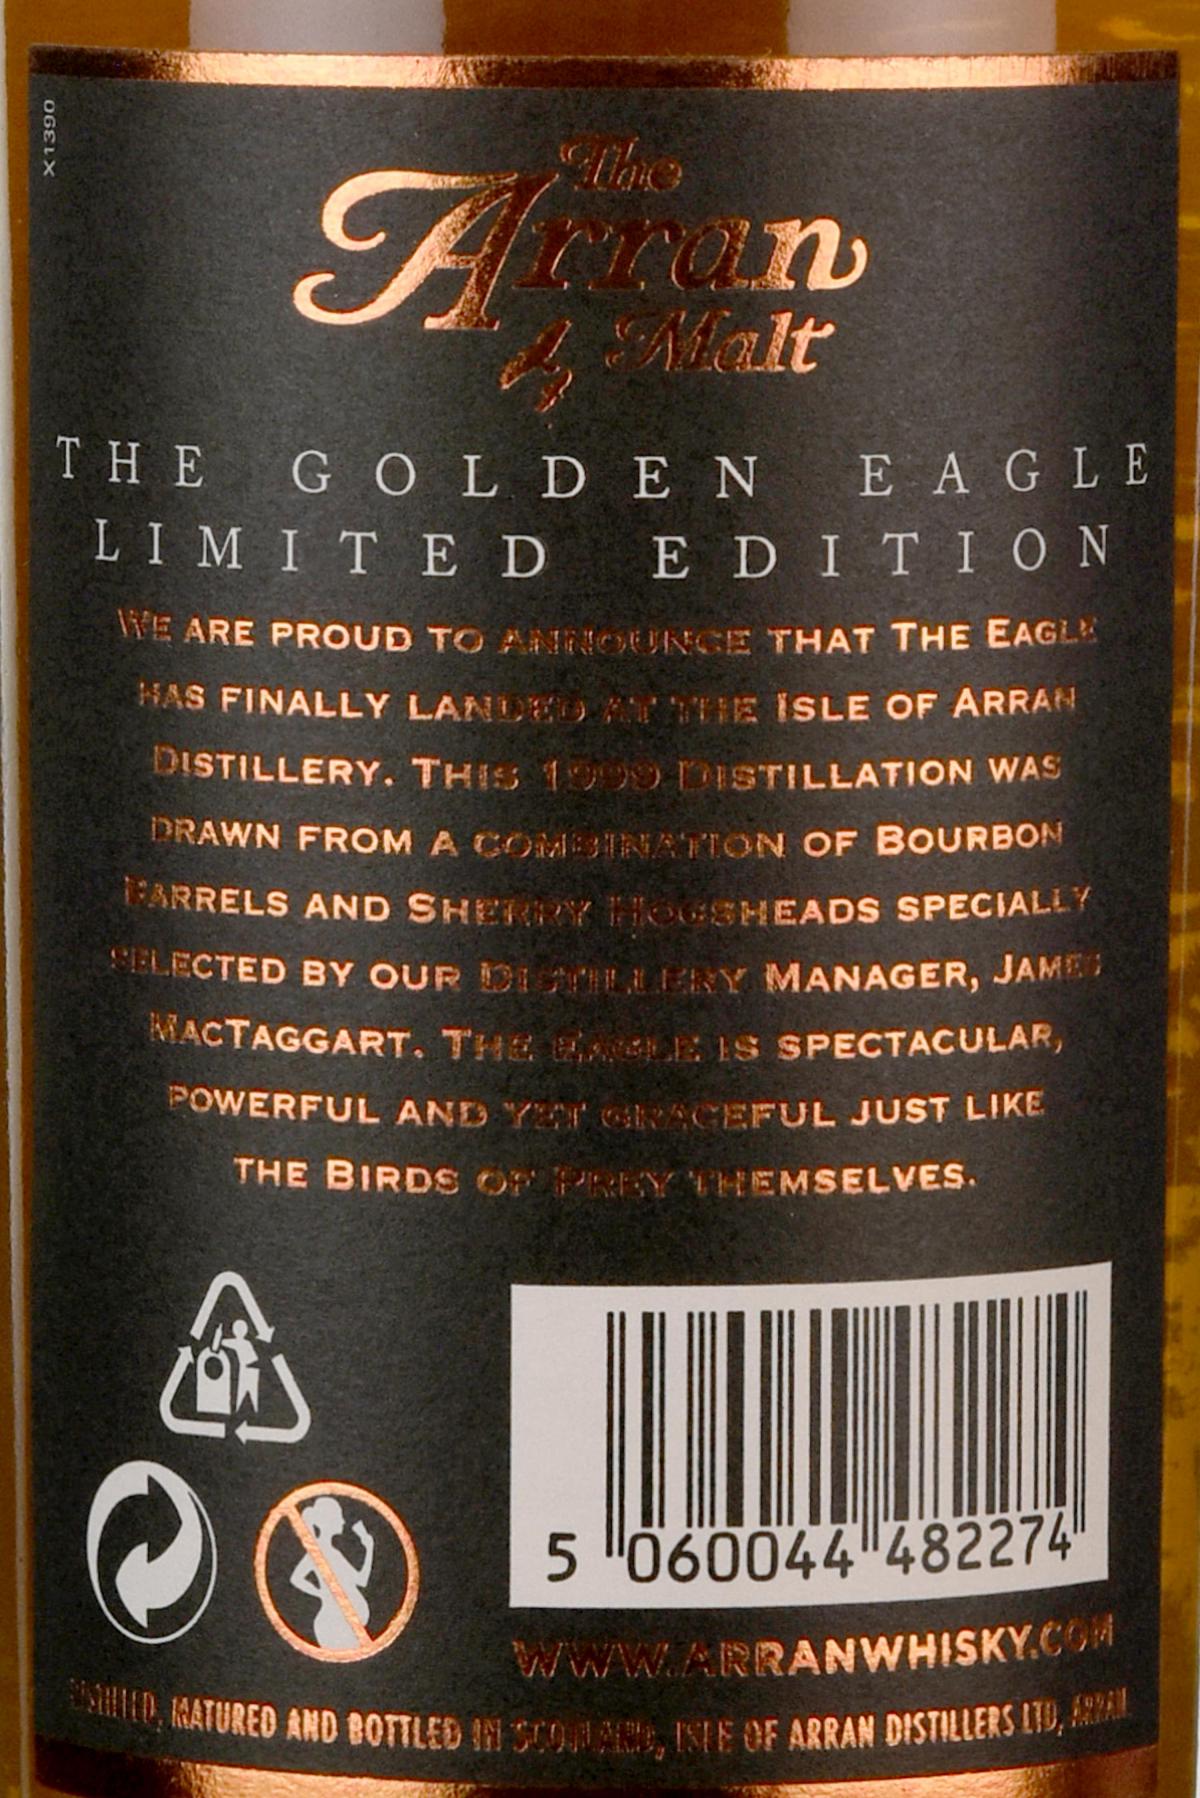 X1390
The
Arran
Malt
THE GOLDEN EAGLE
LIMITED EDITION
WE ARE PROUD TO ANNOUNCE THAT THE EAGLE
HAS FINALLY LANDED AT THE ISLE OF ARRAN
DISTILLERY. THIS 1999 DISTILLATION WAS
DRAWN FROM A COMBINATION OF BOURBON
BARRELS AND SHERRY HOGSHEADS SPECIALLY
SELECTED BY OUR DISTILLERY MANAGER, JAMES
MACTAGGART. THE EAGLE IS SPECTACULAR,
POWERFUL AND YET GRACEFUL JUST LIKE
THE BIRDS OF PREY THEMSELVES.
5 060044 482274
WWW.ARRANWHISKY.COM
DISTILLED, MATURED AND BOTTLED IN SCOTLAND, ISLE OF ARRAN DISTILLERS LTD, ARRAN.